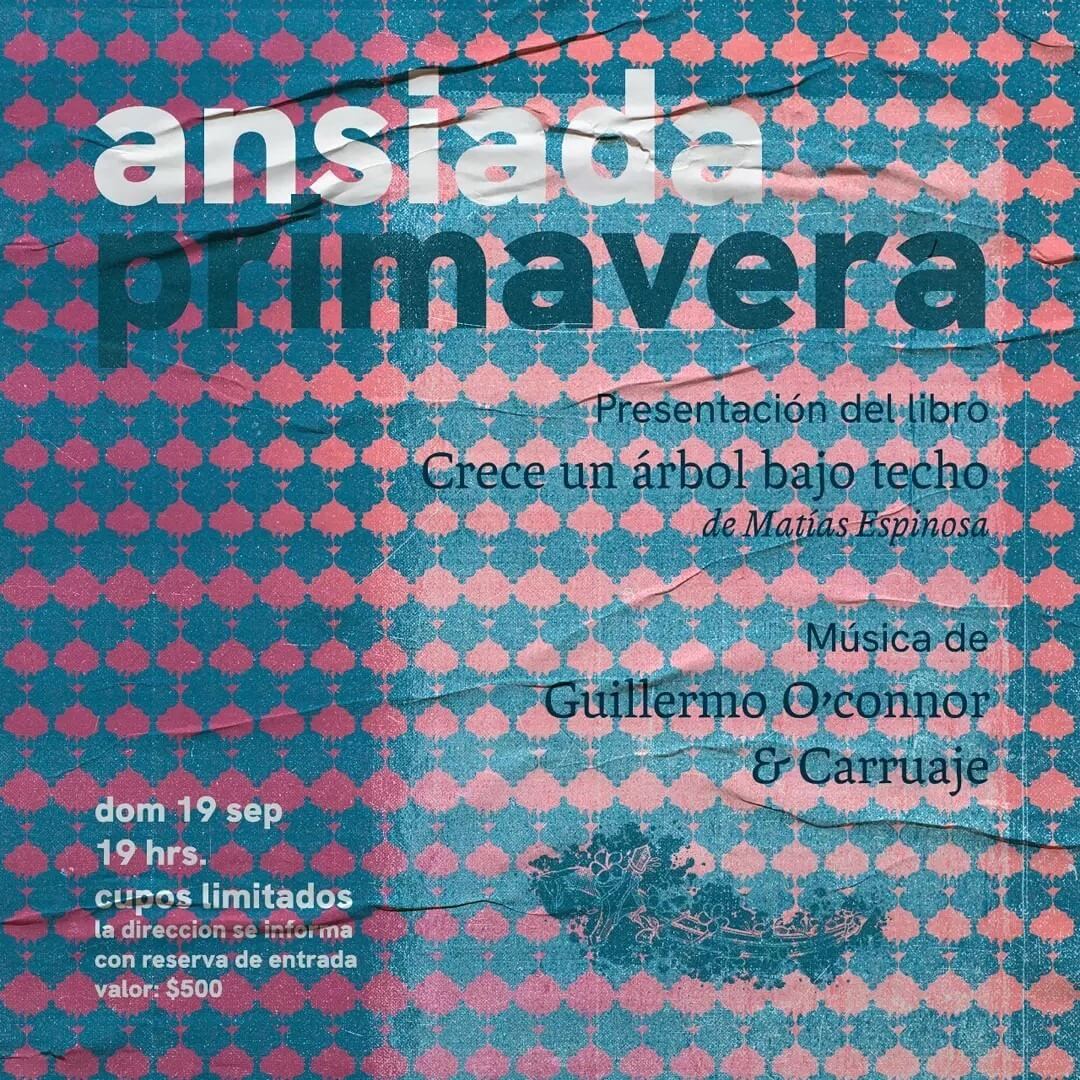 ansiada
primavera
Presentación del libro
Crece un árbol bajo techo
de Matías Espinosa
Música de
Guillermo O'connor
& Carruaje
dom 19 sep
19 hrs.
cupos limitados
la direccion se informa
con reserva de entrada
valor: $500